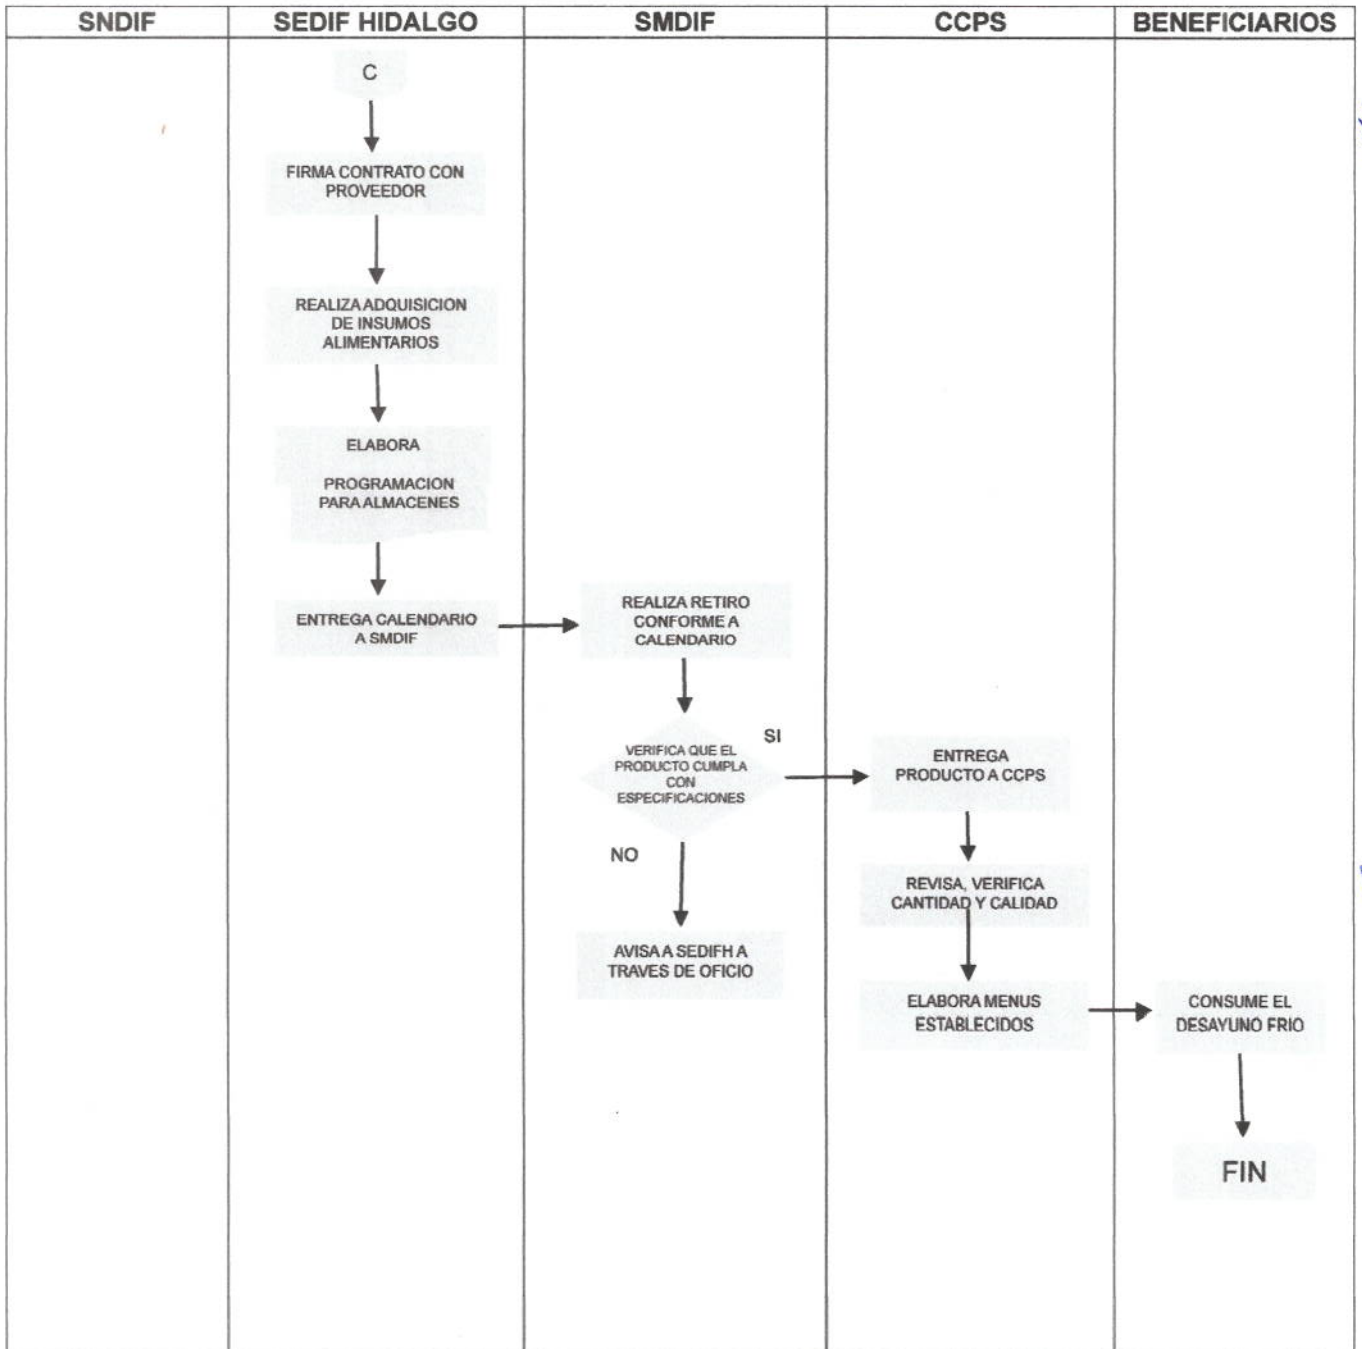 SNDIF
SEDIF HIDALGO
SMDIF
CCPS
BENEFICIARIOS
C
FIRMA CONTRATO CON
PROVEEDOR
REALIZA ADQUISICION
DE INSUMOS
ALIMENTARIOS
ELABORA
PROGRAMACION
PARA ALMACENES
ENTREGA CALENDARIO
A SMDIF
REALIZA RETIRO
CONFORME A
CALENDARIO
VERIFICA QUE EL
PRODUCTO CUMPLA
CON
ESPECIFICACIONES
SI
NO
AVISA A SEDIFH A
TRAVES DE OFICIO
ENTREGA
PRODUCTO A CCPS
REVISA, VERIFICA
CANTIDAD Y CALIDAD
ELABORA MENUS
ESTABLECIDOS
CONSUME EL
DESAYUNO FRIO
FIN